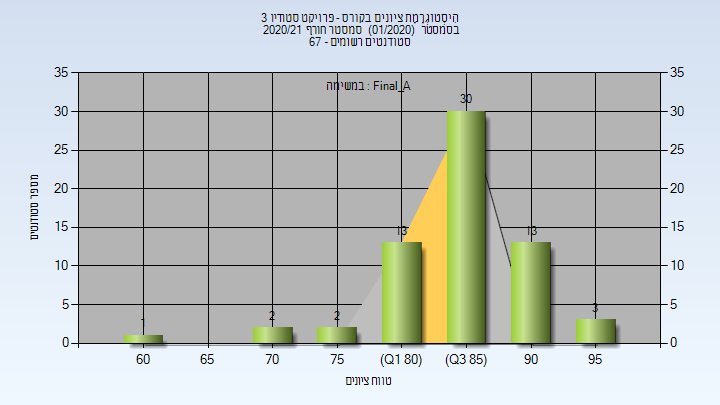 היסטוגרמת ציונים בקורס - פרויקט סטודיו 3
בסמסטר (01/2020) סמסטר חורף 2020/21
סטודנטים רשומים - 67
במשימה : Final_A
מספר סטודנטים
35 35
30 30
25 25
20 20
15 15
10 10
5 5
0 0
1 2 2 13 30 13 3
60 65 70 75 (Q1 80) (Q3 85) 90 95
טווח ציונים